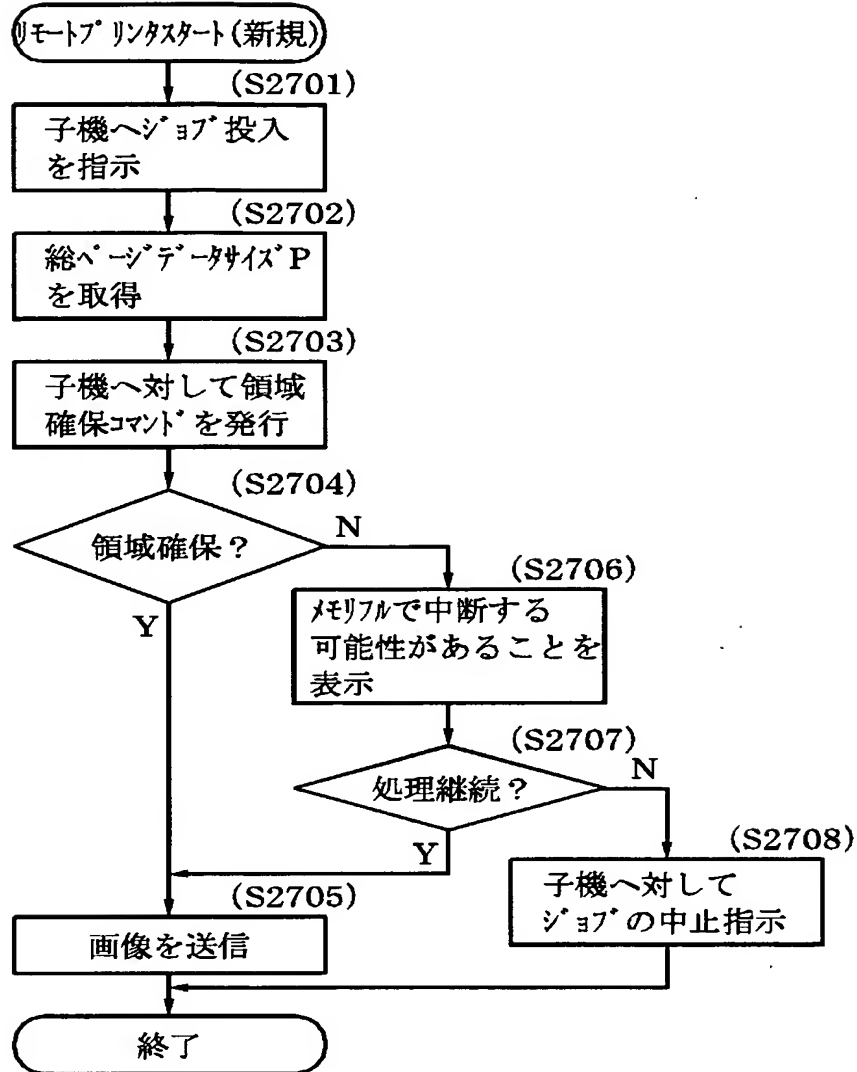 ﾘﾓｰﾄﾌﾟﾘﾝﾀｽﾀｰﾄ(新規)
(S2701)
子機へｼﾞｮﾌﾞ投入
を指示
(S2702)
総ﾍﾟｰｼﾞﾃﾞｰﾀｻｲｽﾞP
を取得
(S2703)
子機へ対して領域
確保ｺﾏﾝﾄﾞを発行
(S2704)
領域確保?
N
Y
(S2706)
ﾒﾓﾘﾌﾙで中断する
可能性があることを
表示
(S2707)
処理継続?
N
Y
(S2708)
子機へ対して
ｼﾞｮﾌﾞの中止指示
(S2705)
画像を送信
終了